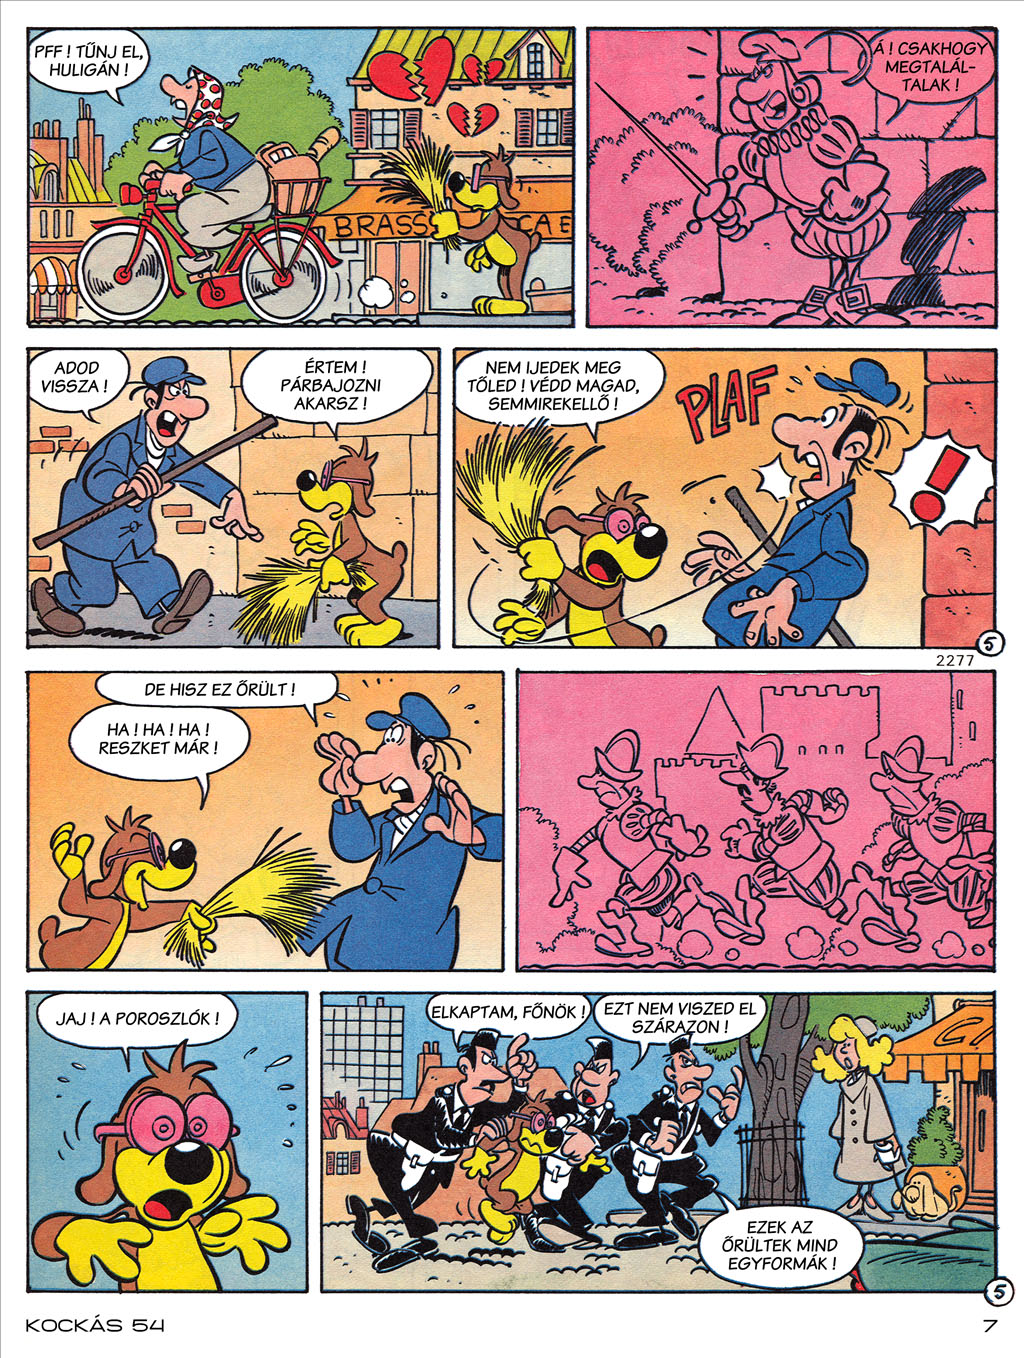 PFF ! TŰNJ EL,
HULIGÁN !
BRASS
CA E
Á ! CSAKHOGY
MEGTALÁL-
TALAK !
ADOD
VISSZA !
ÉRTEM !
PÁRBAJOZNI
AKARSZ !
NEM IJEDEK MEG
TŐLED ! VÉDD MAGAD,
SEMMIREKELLŐ !
PLAF
!
5
2277
DE HISZ EZ ŐRÜLT !
HA ! HA ! HA !
RESZKET MÁR !
JAJ ! A POROSZLÓK !
ELKAPTAM, FŐNÖK !
EZT NEM VISZED EL
SZÁRAZON !
EZEK AZ
ŐRÜLTEK MIND
EGYFORMÁK !
5
KOCKÁS 54
7